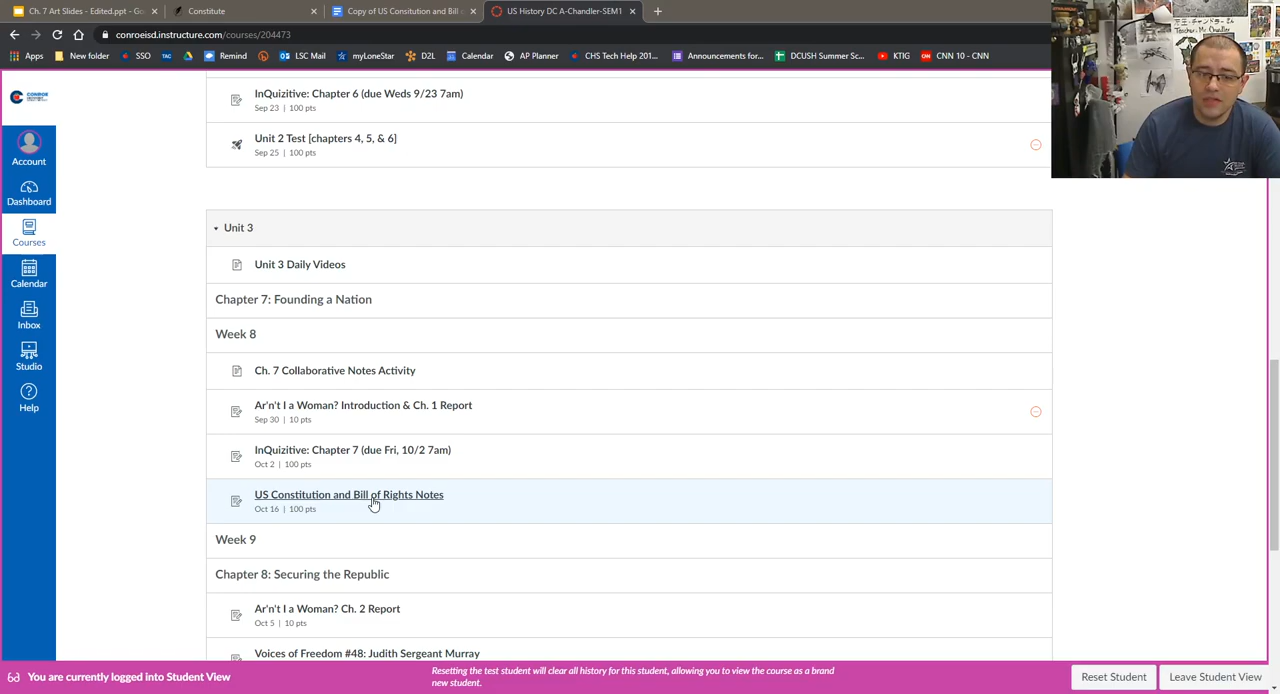 Ch. 7 Art Slides - Edited.ppt - Go
Constitute
Copy of US Consitution and Bill o
US History DC A-Chandler-SEM1
conroeisd.instructure.com/courses/204473
Apps
New folder
SSO
TAC
Remind
LSC Mail
myLoneStar
D2L
Calendar
AP Planner
CHS Tech Help 201...
Announcements for...
DCUSH Summer Sc...
KTIG
CNN 10 - CNN
Teacher: Mr. Chandler
CONROE
Account
Dashboard
Courses
Calendar
Inbox
Studio
Help
InQuizitive: Chapter 6 (due Weds 9/23 7am)
Sep 23 | 100 pts
Unit 2 Test [chapters 4, 5, & 6]
Sep 25 | 100 pts
Unit 3
Unit 3 Daily Videos
Chapter 7: Founding a Nation
Week 8
Ch. 7 Collaborative Notes Activity
Ar'n't I a Woman? Introduction & Ch. 1 Report
Sep 30 | 10 pts
InQuizitive: Chapter 7 (due Fri, 10/2 7am)
Oct 2 | 100 pts
US Constitution and Bill of Rights Notes
Oct 16 | 100 pts
Week 9
Chapter 8: Securing the Republic
Ar'n't I a Woman? Ch. 2 Report
Oct 5 | 10 pts
Voices of Freedom #48: Judith Sergeant Murray
You are currently logged into Student View
Resetting the test student will clear all history for this student, allowing you to view the course as a brand
new student.
Reset Student
Leave Student View